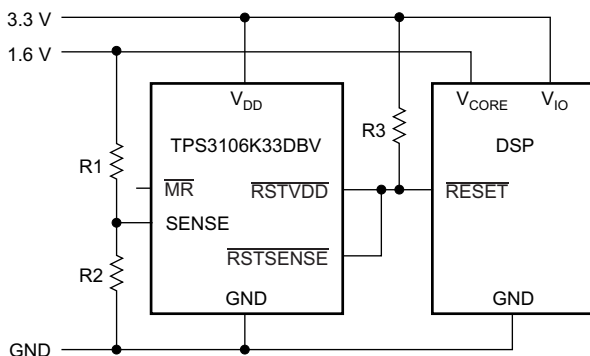 3.3 V
1.6 V
V_DD
V_CORE
V_IO
R3
TPS3106K33DBV
DSP
R1
MR
RSTVDD
RESET
SENSE
R2
RSTSENSE
GND
GND
GND